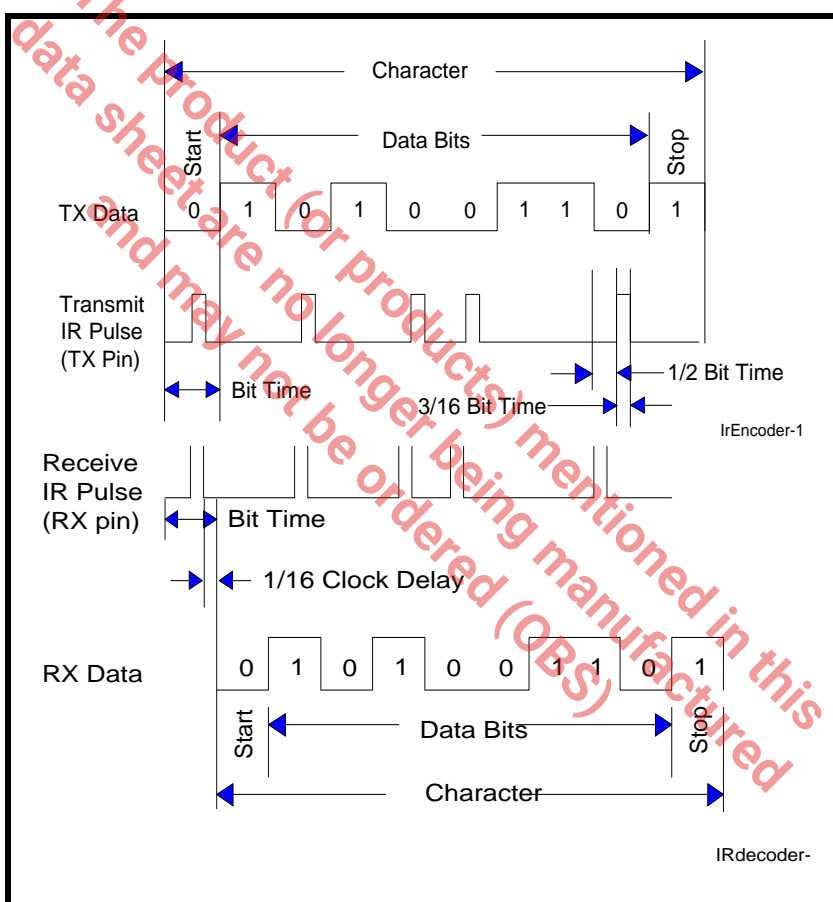 The product (or products) mentioned in this
data sheet are no longer being manufactured
and may not be ordered (OBS)
Character
Start
Data Bits
Stop
TX Data
0 1 0 1 0 0 1 1 0 1
Transmit
IR Pulse
(TX Pin)
Bit Time
1/2 Bit Time
3/16 Bit Time
IrEncoder-1
Receive
IR Pulse
(RX pin)
Bit Time
1/16 Clock Delay
RX Data
0 1 0 1 0 0 1 1 0 1
Start
Data Bits
Stop
Character
IRdecoder-